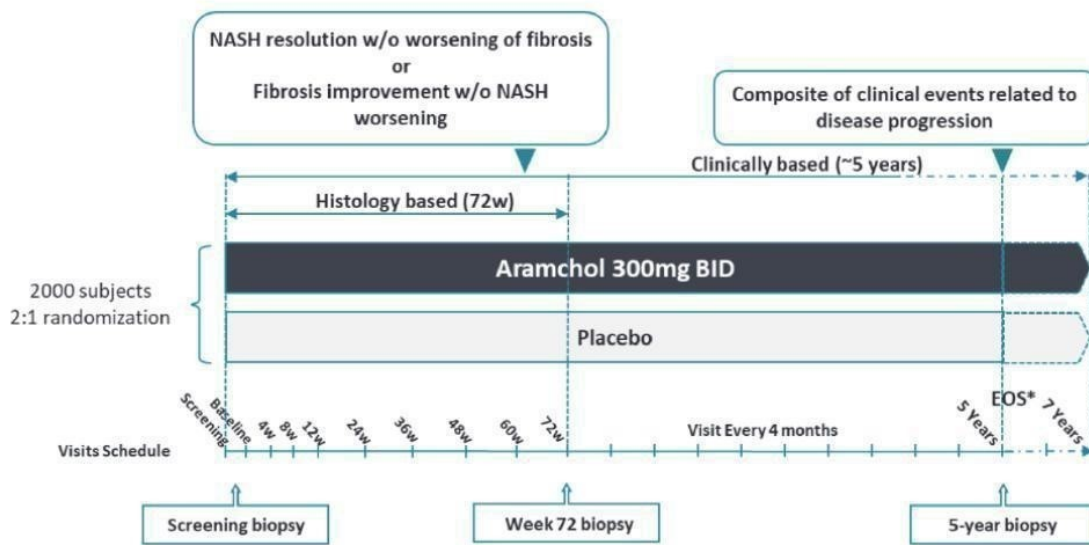 NASH resolution w/o worsening of fibrosis
or
Fibrosis improvement w/o NASH
worsening
Composite of clinical events related to
disease progression
Clinically based (~5 years)
Histology based (72w)
2000 subjects
2:1 randomization
Aramchol 300mg BID
Placebo
Visits Schedule
Screening
Baseline
4w
8w
12w
24w
36w
48w
60w
72w
Visit Every 4 months
5 Years
EOS*
7 Years
Screening biopsy
Week 72 biopsy
5-year biopsy